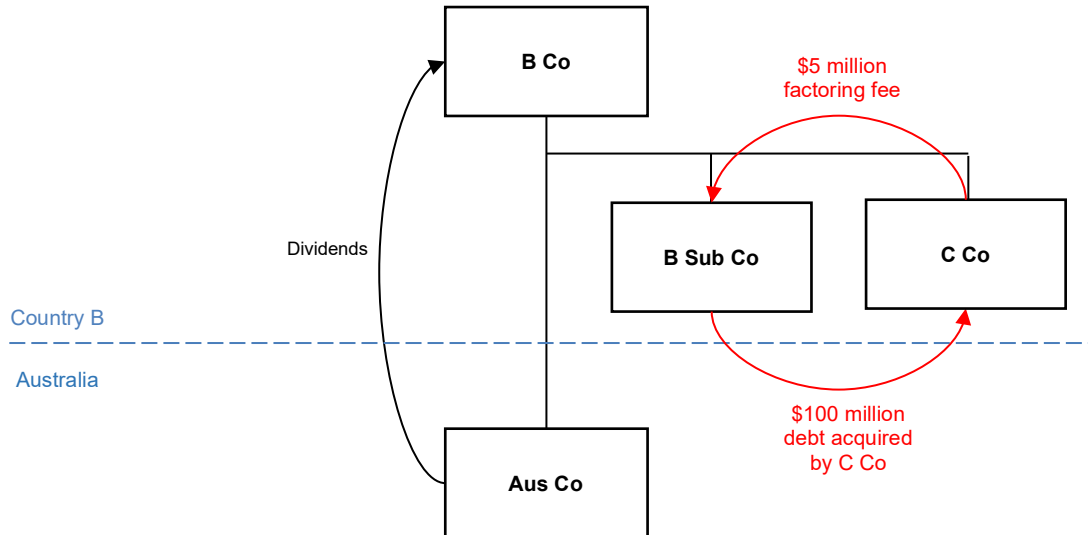 B Co
$5 million
factoring fee
Dividends
B Sub Co
C Co
Country B
Australia
$100 million
debt acquired
by C Co
Aus Co